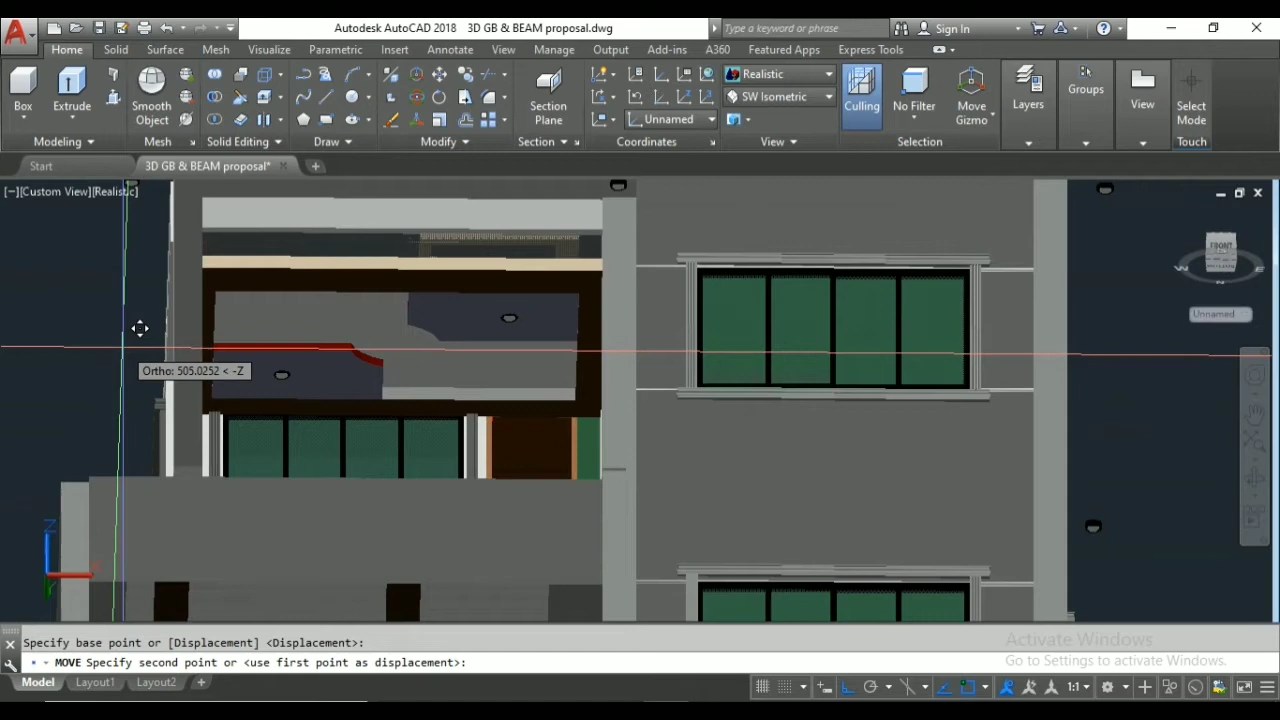 Autodesk AutoCAD 2018 3D GB & BEAM proposal.dwg Type a keyword or phrase Sign In
Home Solid Surface Mesh Visualize Parametric Insert Annotate View Manage Output Add-ins A360 Featured Apps Express Tools
Realistic
SW Isometric
Unnamed
Box Extrude Smooth Object Section Plane Culling No Filter Move Gizmo Layers Groups View Select Mode
Modeling Mesh Solid Editing Draw Modify Section Coordinates View Selection Touch
Start 3D GB & BEAM proposal*
[−][Custom View][Realistic]
FRONT
W E
Unnamed
Ortho: 505.0252 < -Z
Z
Specify base point or [Displacement] <Displacement>:
MOVE Specify second point or <use first point as displacement>:
Activate Windows
Go to Settings to activate Windows.
Model Layout1 Layout2
1:1